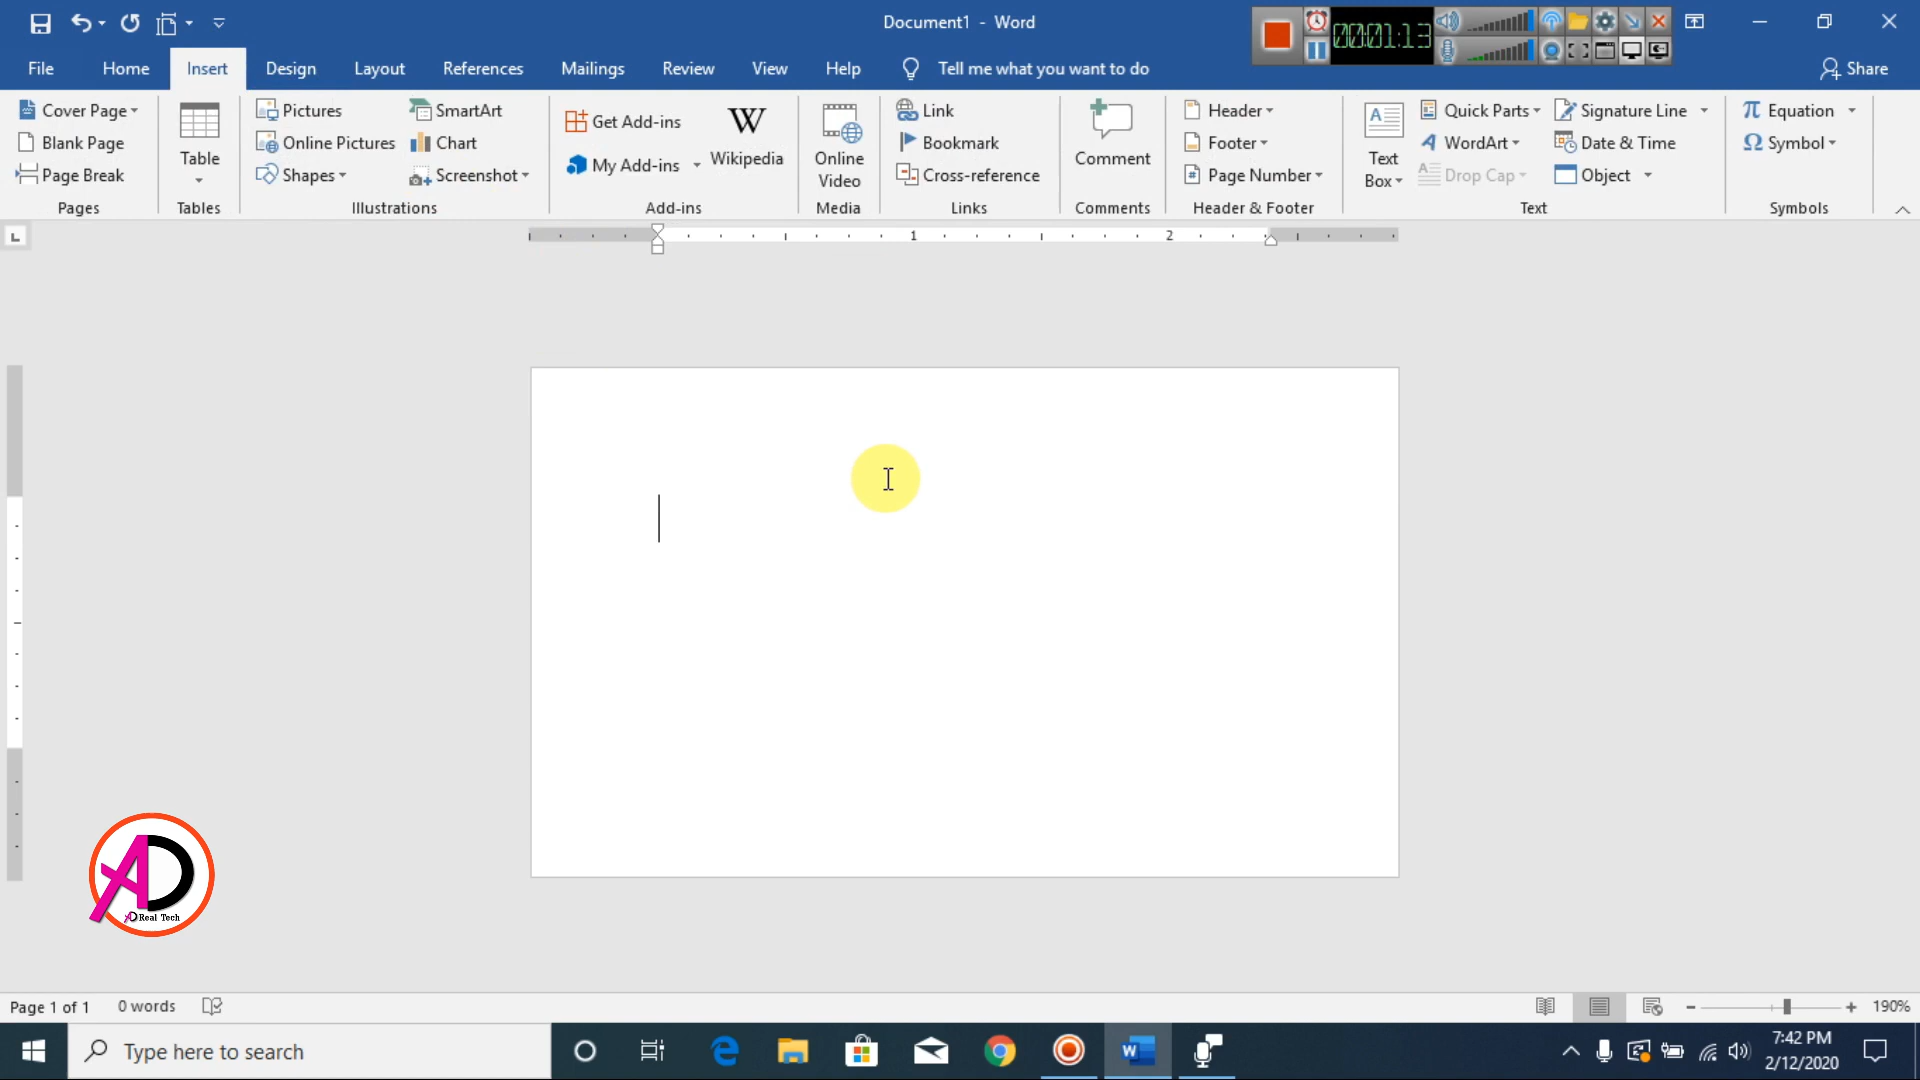 Document1 - Word
00:01:13
File Home Insert Design Layout References Mailings Review View Help Tell me what you want to do Share
Cover Page
Blank Page
Page Break
Pages
Table
Tables
Pictures
Online Pictures
Shapes
SmartArt
Chart
Screenshot
Illustrations
Get Add-ins
My Add-ins
W
Wikipedia
Add-ins
Online
Video
Media
Link
Bookmark
Cross-reference
Links
Comment
Comments
Header
Footer
Page Number
Header & Footer
Text
Box
Quick Parts
WordArt
Drop Cap
Signature Line
Date & Time
Object
Text
π Equation
Ω Symbol
Symbols
1 2
AD
AD Real Tech
Page 1 of 1 0 words
190%
Type here to search
7:42 PM
2/12/2020